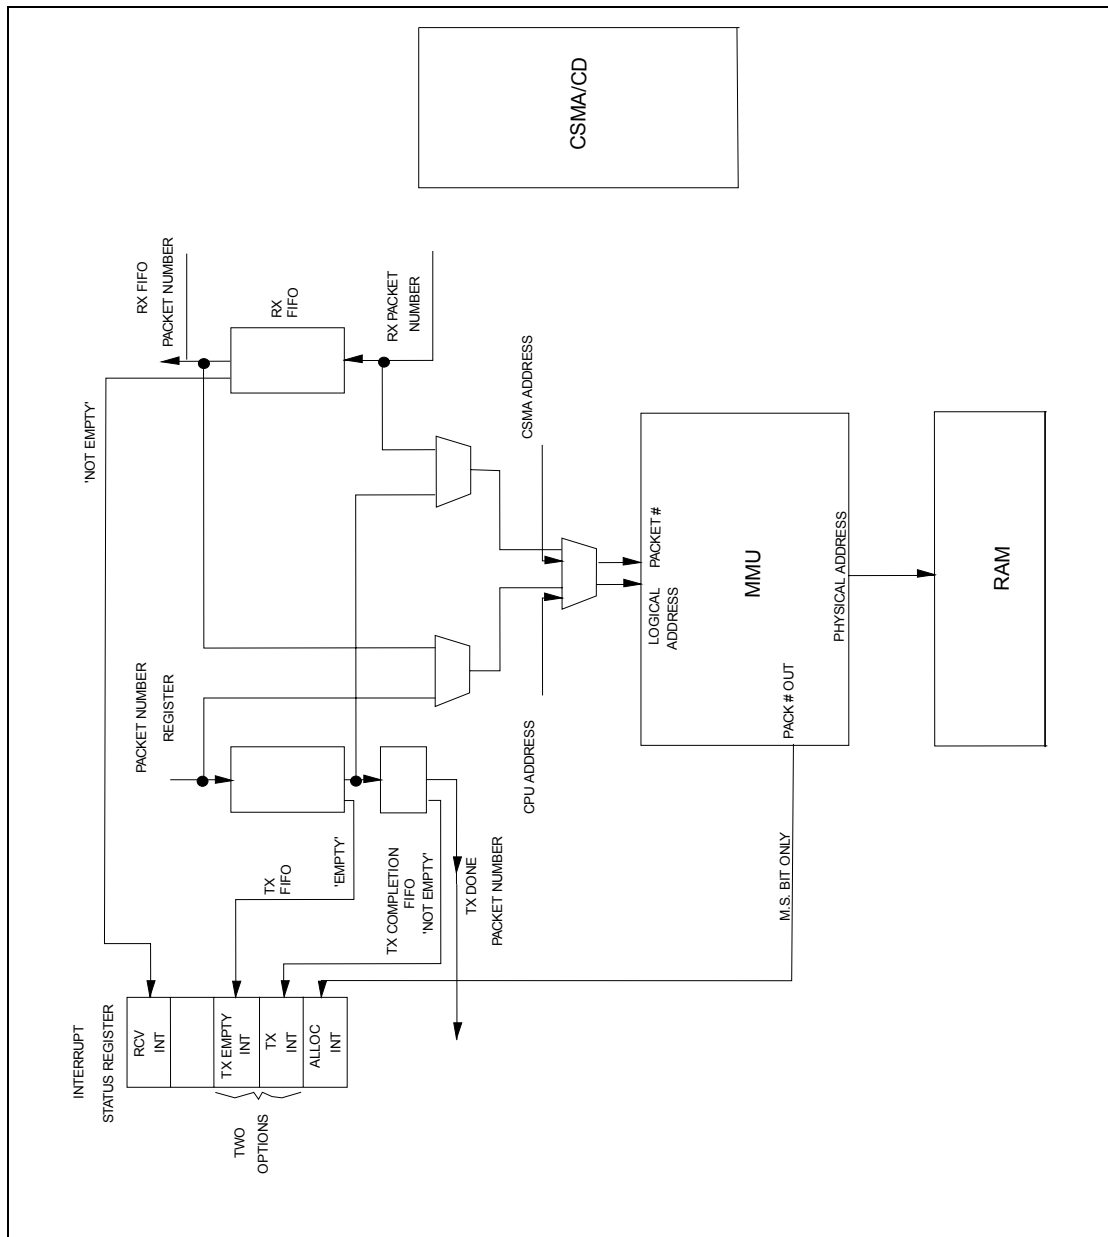 CSMA/CD
RX FIFO
PACKET NUMBER
RX
FIFO
RX PACKET
NUMBER
'NOT EMPTY'
CSMA ADDRESS
PACKET #
LOGICAL
ADDRESS
MMU
PHYSICAL ADDRESS
PACK # OUT
RAM
PACKET NUMBER
REGISTER
CPU ADDRESS
TX
FIFO
'EMPTY'
TX COMPLETION
FIFO
'NOT EMPTY'
TX DONE
PACKET NUMBER
M.S. BIT ONLY
INTERRUPT
STATUS REGISTER
RCV
INT
TX EMPTY
INT
TX
INT
ALLOC
INT
TWO
OPTIONS